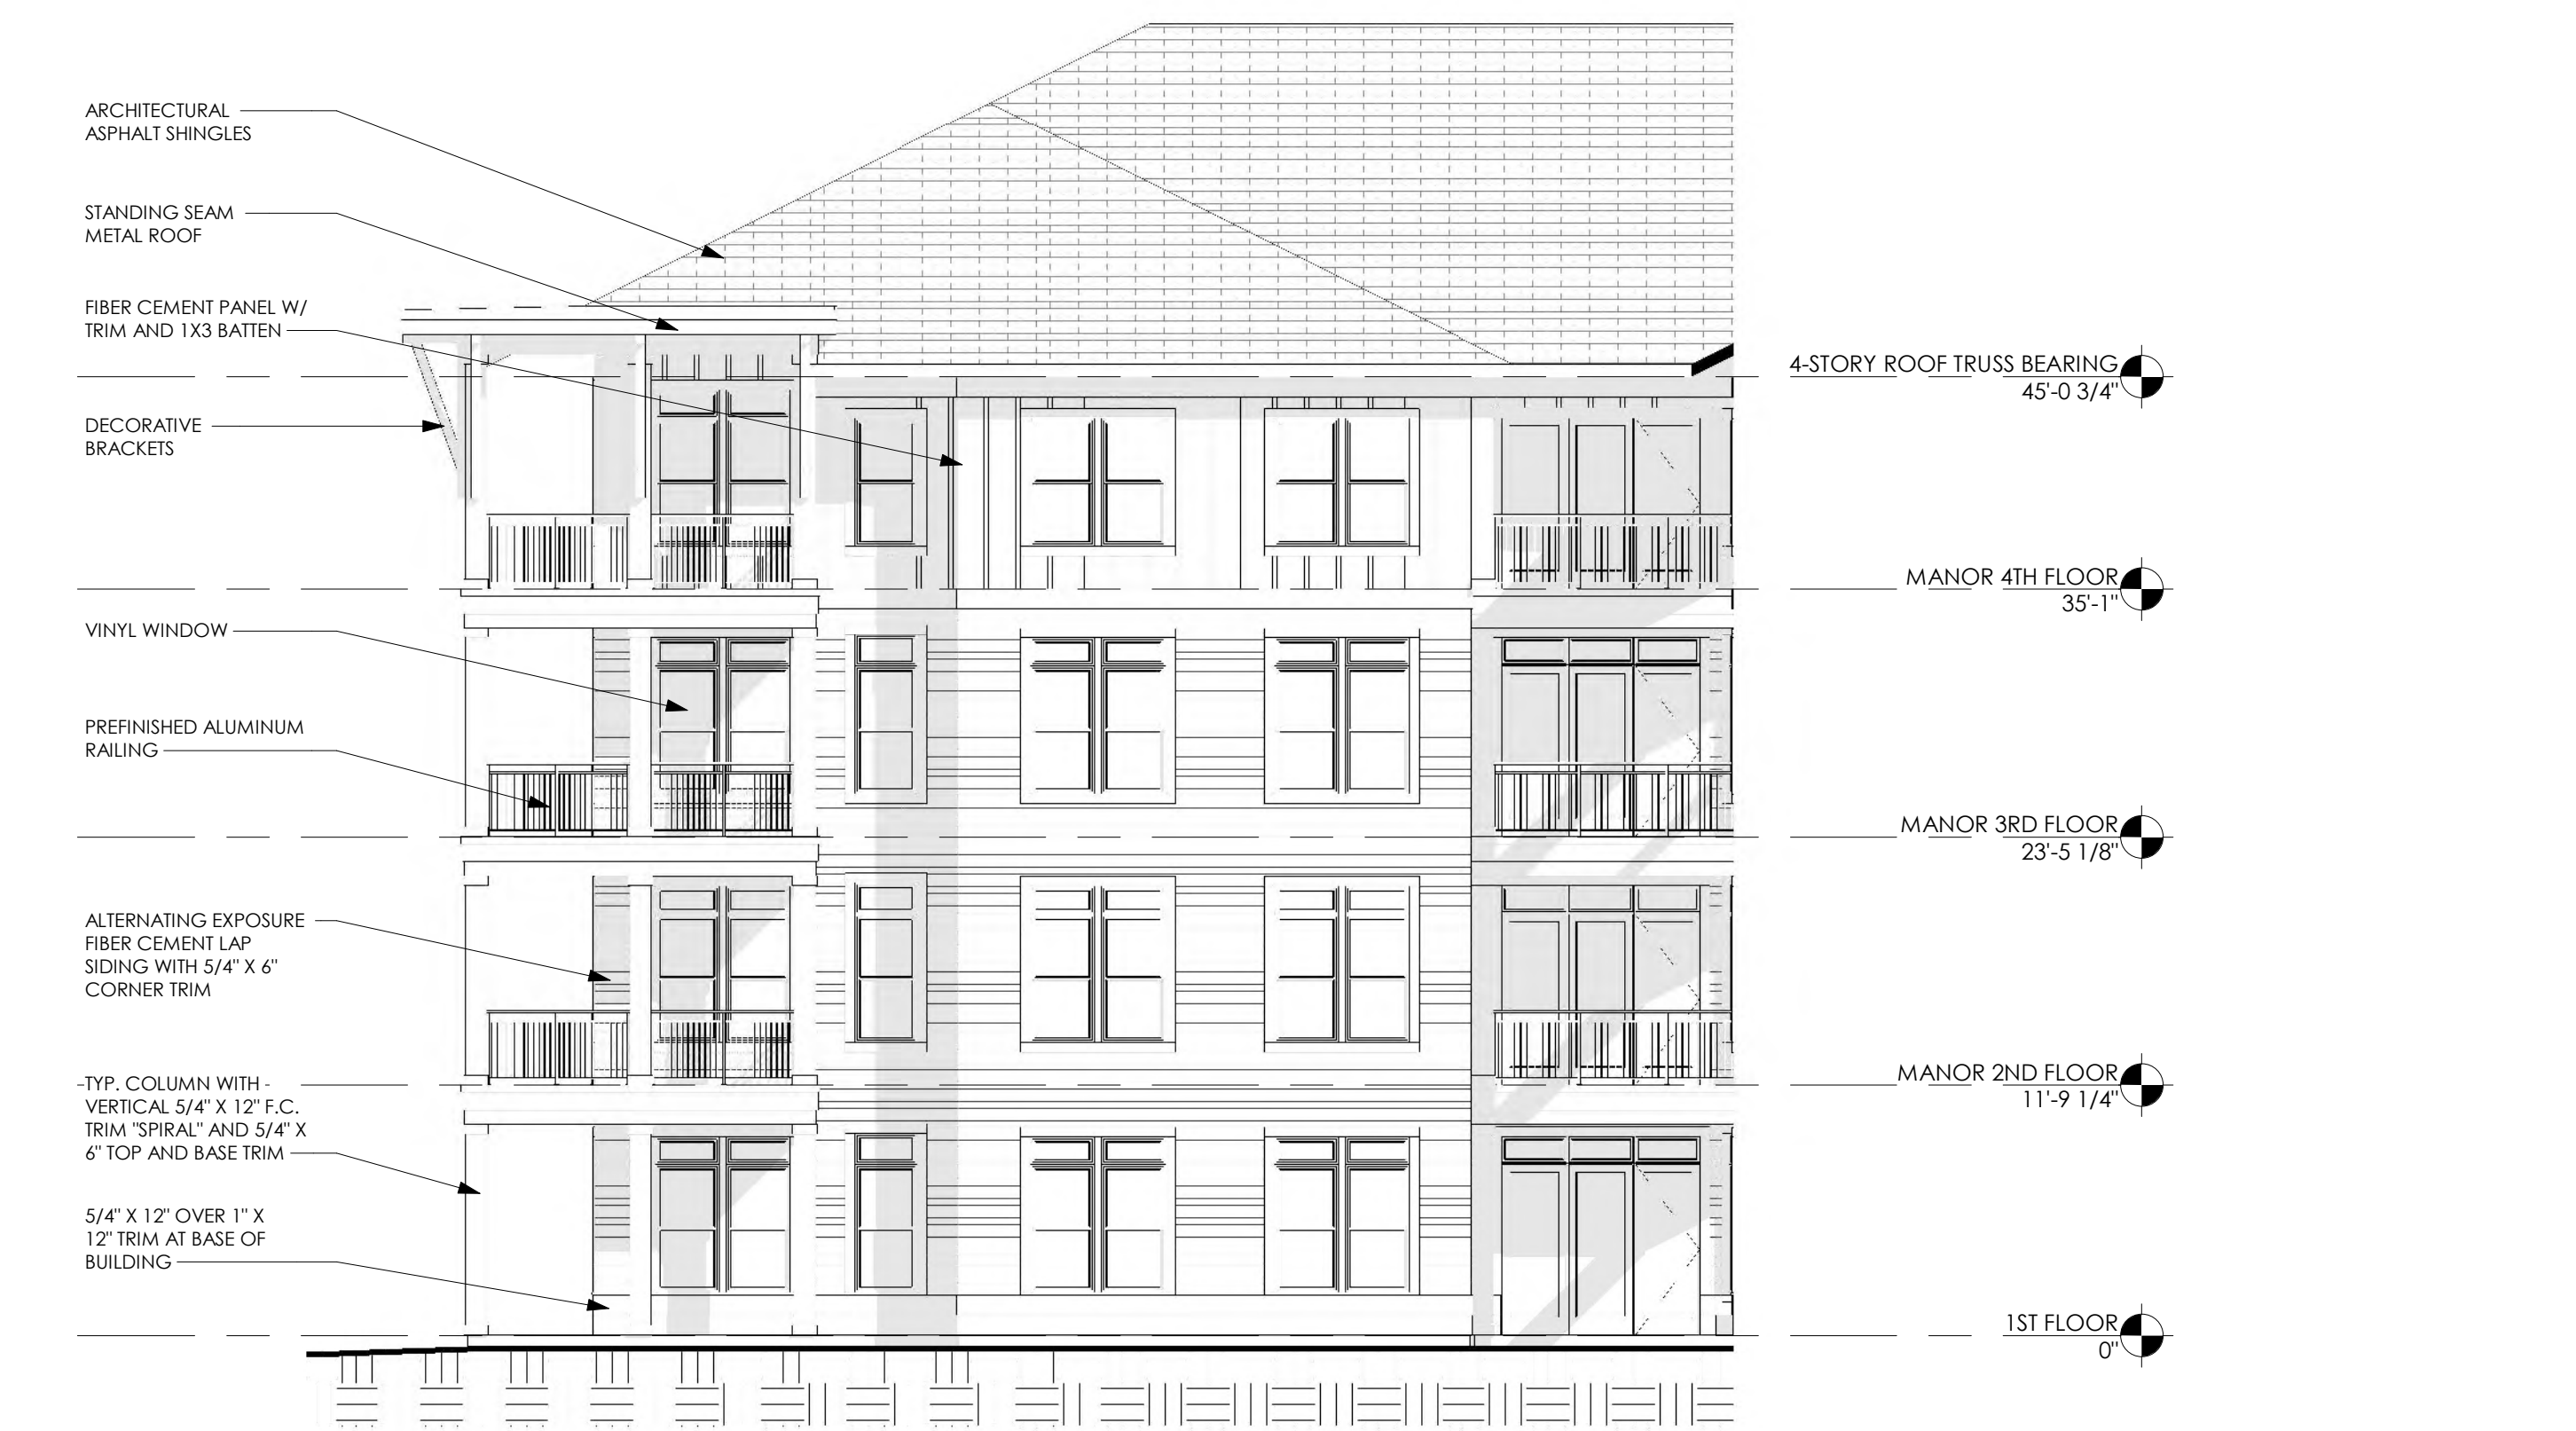 ARCHITECTURAL
ASPHALT SHINGLES
STANDING SEAM
METAL ROOF
FIBER CEMENT PANEL W/
TRIM AND 1X3 BATTEN
DECORATIVE
BRACKETS
VINYL WINDOW
PREFINISHED ALUMINUM
RAILING
ALTERNATING EXPOSURE
FIBER CEMENT LAP
SIDING WITH 5/4" X 6"
CORNER TRIM
TYP. COLUMN WITH
VERTICAL 5/4" X 12" F.C.
TRIM "SPIRAL" AND 5/4" X
6" TOP AND BASE TRIM
5/4" X 12" OVER 1" X
12" TRIM AT BASE OF
BUILDING
4-STORY ROOF TRUSS BEARING
45'-0 3/4"
MANOR 4TH FLOOR
35'-1"
MANOR 3RD FLOOR
23'-5 1/8"
MANOR 2ND FLOOR
11'-9 1/4"
1ST FLOOR
0"